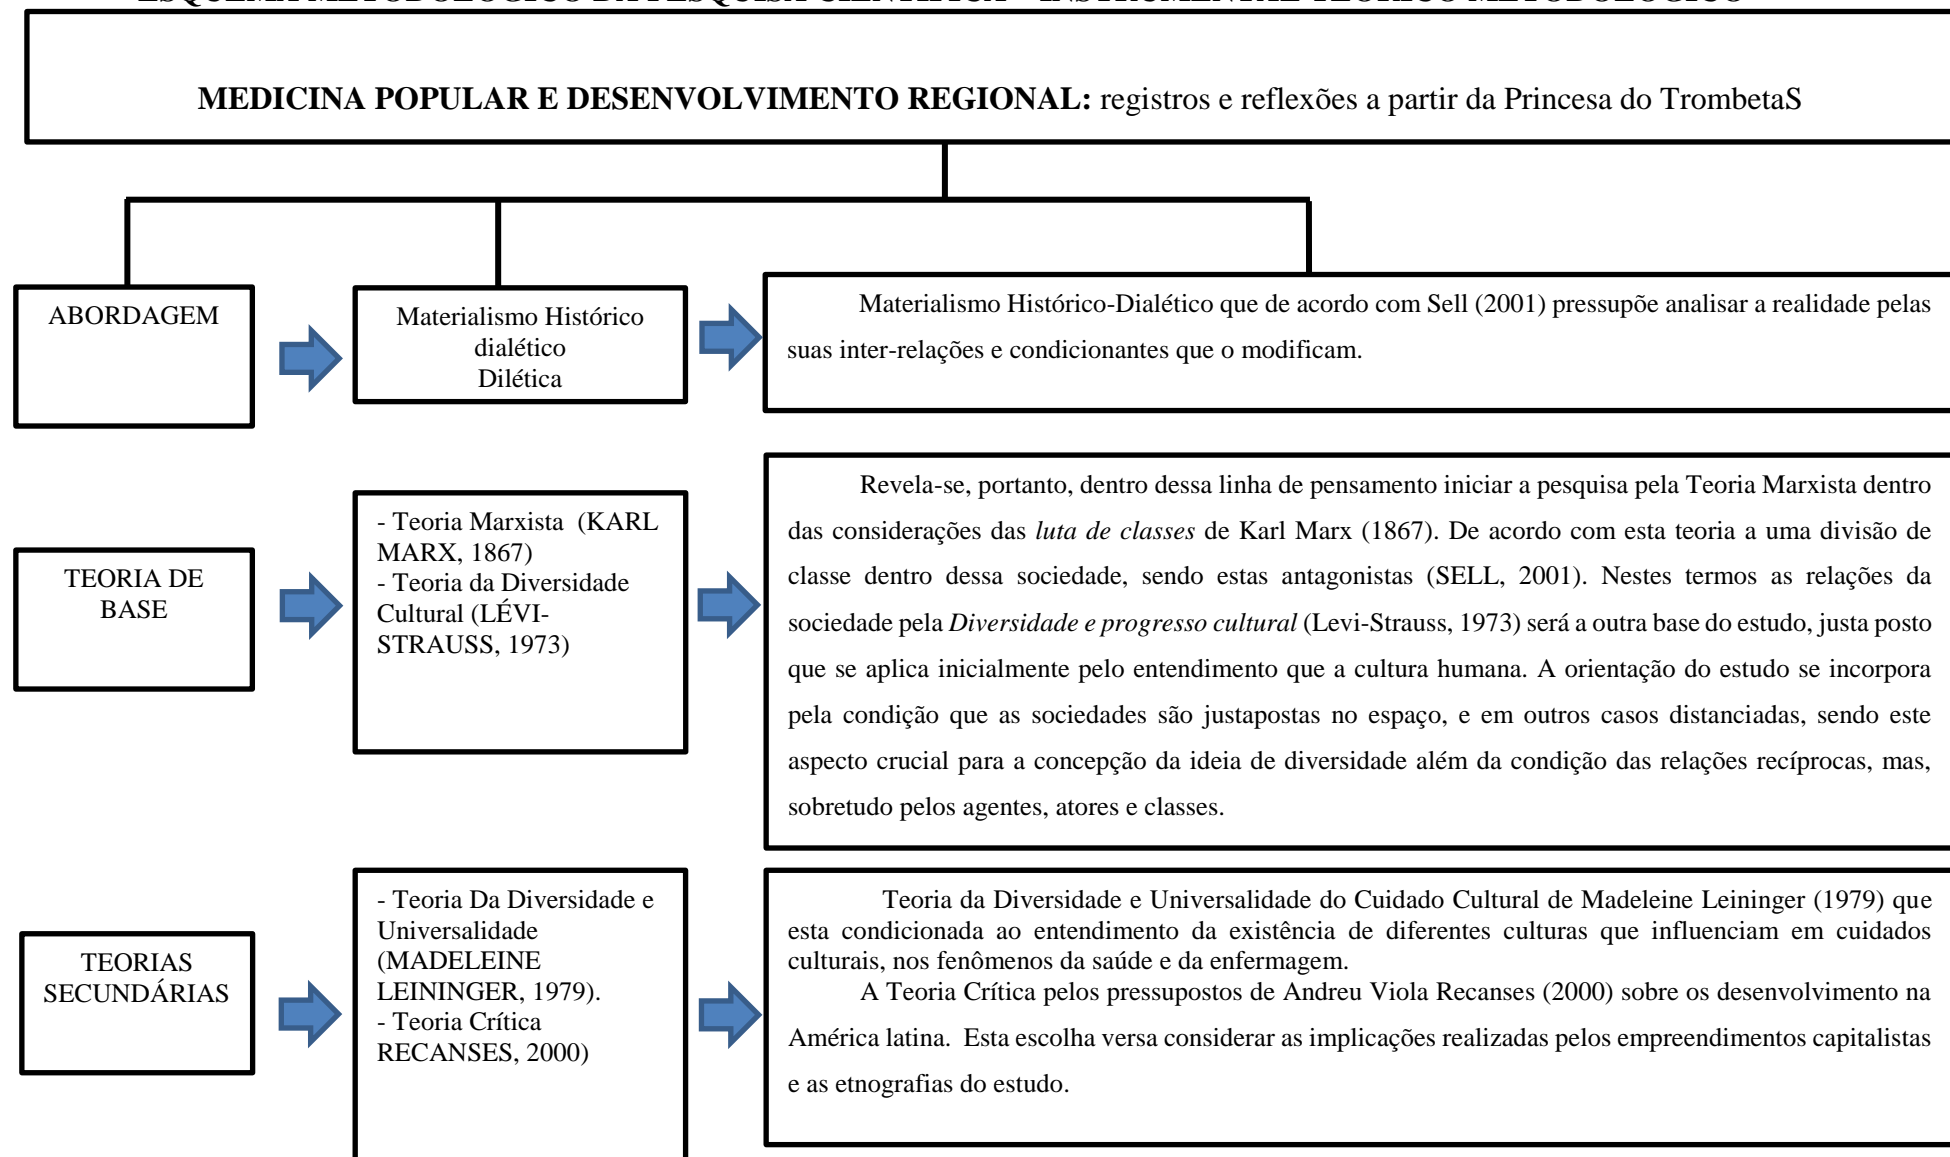 ESQUEMA METODOLÓGICO DA PESQUISA CIENTÍFICA – INSTRUMENTAL TEÓRICO METODOLÓGICO
MEDICINA POPULAR E DESENVOLVIMENTO REGIONAL: registros e reflexões a partir da Princesa do TrombetaS
ABORDAGEM
Materialismo Histórico
dialético
Dilética
Materialismo Histórico-Dialético que de acordo com Sell (2001) pressupõe analisar a realidade pelas
suas inter-relações e condicionantes que o modificam.
TEORIA DE
BASE
- Teoria Marxista (KARL
MARX, 1867)
- Teoria da Diversidade
Cultural (LÉVI-
STRAUSS, 1973)
Revela-se, portanto, dentro dessa linha de pensamento iniciar a pesquisa pela Teoria Marxista dentro
das considerações das luta de classes de Karl Marx (1867). De acordo com esta teoria a uma divisão de
classe dentro dessa sociedade, sendo estas antagonistas (SELL, 2001). Nestes termos as relações da
sociedade pela Diversidade e progresso cultural (Levi-Strauss, 1973) será a outra base do estudo, justa posto
que se aplica inicialmente pelo entendimento que a cultura humana. A orientação do estudo se incorpora
pela condição que as sociedades são justapostas no espaço, e em outros casos distanciadas, sendo este
aspecto crucial para a concepção da ideia de diversidade além da condição das relações recíprocas, mas,
sobretudo pelos agentes, atores e classes.
TEORIAS
SECUNDÁRIAS
- Teoria Da Diversidade e
Universalidade
(MADELEINE
LEININGER, 1979).
- Teoria Crítica
RECANSES, 2000)
Teoria da Diversidade e Universalidade do Cuidado Cultural de Madeleine Leininger (1979) que
esta condicionada ao entendimento da existência de diferentes culturas que influenciam em cuidados
culturais, nos fenômenos da saúde e da enfermagem.
A Teoria Crítica pelos pressupostos de Andreu Viola Recanses (2000) sobre os desenvolvimento na
América latina. Esta escolha versa considerar as implicações realizadas pelos empreendimentos capitalistas
e as etnografias do estudo.